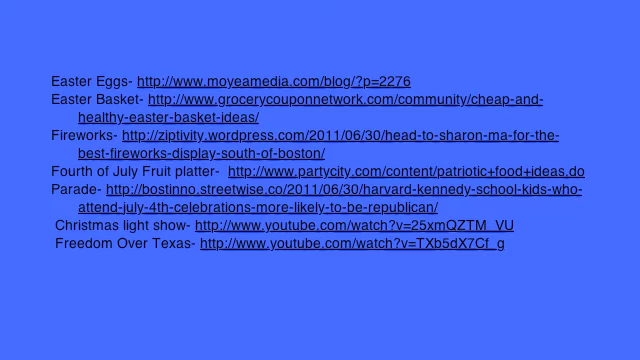 Easter Eggs- http://www.moyeamedia.com/blog/?p=2276
Easter Basket- http://www.grocerycouponnetwork.com/community/cheap-and-
healthy-easter-basket-ideas/
Fireworks- http://ziptivity.wordpress.com/2011/06/30/head-to-sharon-ma-for-the-
best-fireworks-display-south-of-boston/
Fourth of July Fruit platter-  http://www.partycity.com/content/patriotic+food+ideas.do
Parade- http://bostinno.streetwise.co/2011/06/30/harvard-kennedy-school-kids-who-
attend-july-4th-celebrations-more-likely-to-be-republican/
Christmas light show- http://www.youtube.com/watch?v=25xmQZTM_VU
Freedom Over Texas- http://www.youtube.com/watch?v=TXb5dX7Cf_g